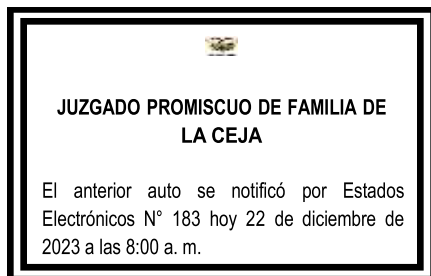 JUZGADO PROMISCUO DE FAMILIA DE
LA CEJA
El anterior auto se notificó por Estados
Electrónicos N° 183 hoy 22 de diciembre de
2023 a las 8:00 a. m.